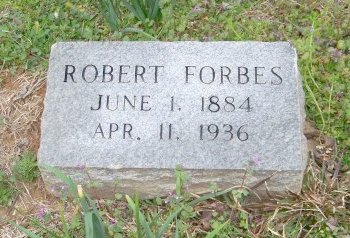 ROBERT FORBES
JUNE 1, 1884
APR. 11, 1936